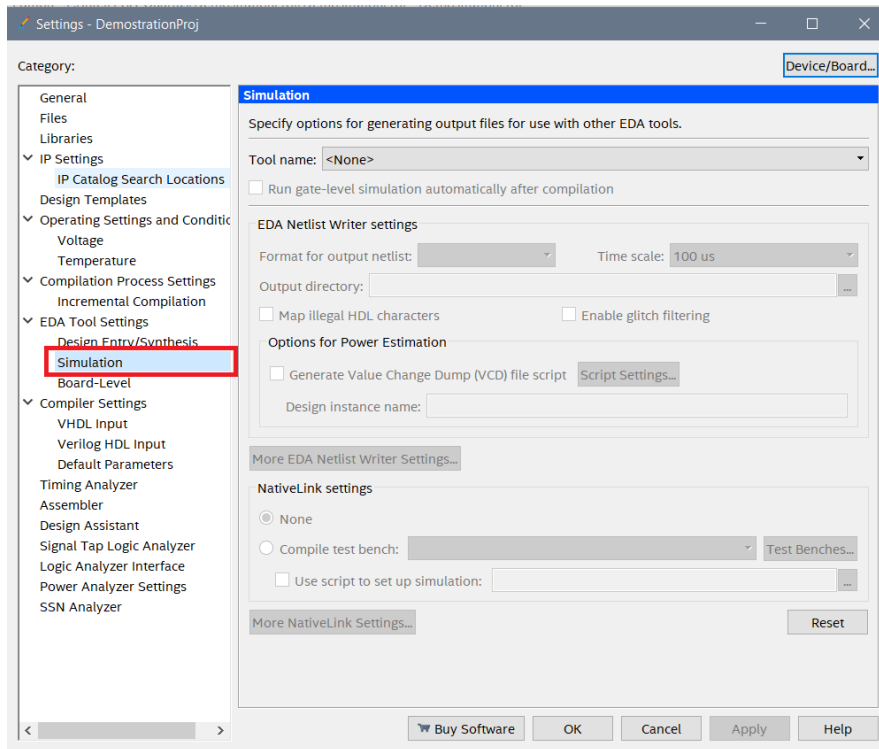 Settings - DemostrationProj
Category:
Device/Board...
General
Files
Libraries
IP Settings
IP Catalog Search Locations
Design Templates
Operating Settings and Conditic
Voltage
Temperature
Compilation Process Settings
Incremental Compilation
EDA Tool Settings
Design Entry/Synthesis
Simulation
Board-Level
Compiler Settings
VHDL Input
Verilog HDL Input
Default Parameters
Timing Analyzer
Assembler
Design Assistant
Signal Tap Logic Analyzer
Logic Analyzer Interface
Power Analyzer Settings
SSN Analyzer
Simulation
Specify options for generating output files for use with other EDA tools.
Tool name: <None>
Run gate-level simulation automatically after compilation
EDA Netlist Writer settings
Format for output netlist: Time scale: 100 us
Output directory: ...
Map illegal HDL characters Enable glitch filtering
Options for Power Estimation
Generate Value Change Dump (VCD) file script Script Settings...
Design instance name:
More EDA Netlist Writer Settings...
NativeLink settings
None
Compile test bench: Test Benches...
Use script to set up simulation: ...
More NativeLink Settings... Reset
Buy Software OK Cancel Apply Help